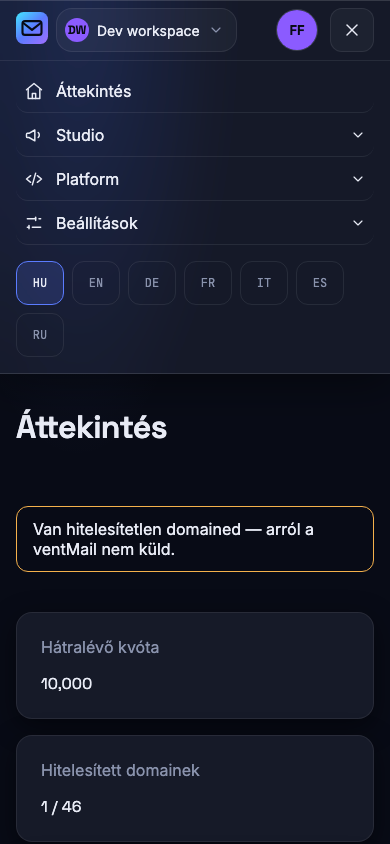 DW Dev workspace FF
Áttekintés
Studio
Platform
Beállítások
HU EN DE FR IT ES
RU
Áttekintés
Van hitelesítetlen domained — arról a
ventMail nem küld.
Hátralévő kvóta
10,000
Hitelesített domainek
1 / 46